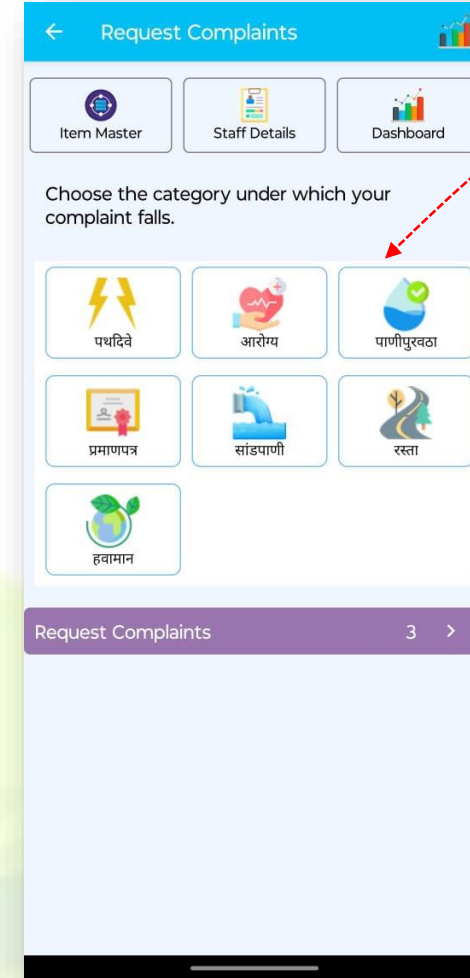 Request Complaints
Item Master
Staff Details
Dashboard
Choose the category under which your
complaint falls.
पथदिवे
आरोग्य
पाणीपुरवठा
प्रमाणपत्र
सांडपाणी
रस्ता
हवामान
Request Complaints 3